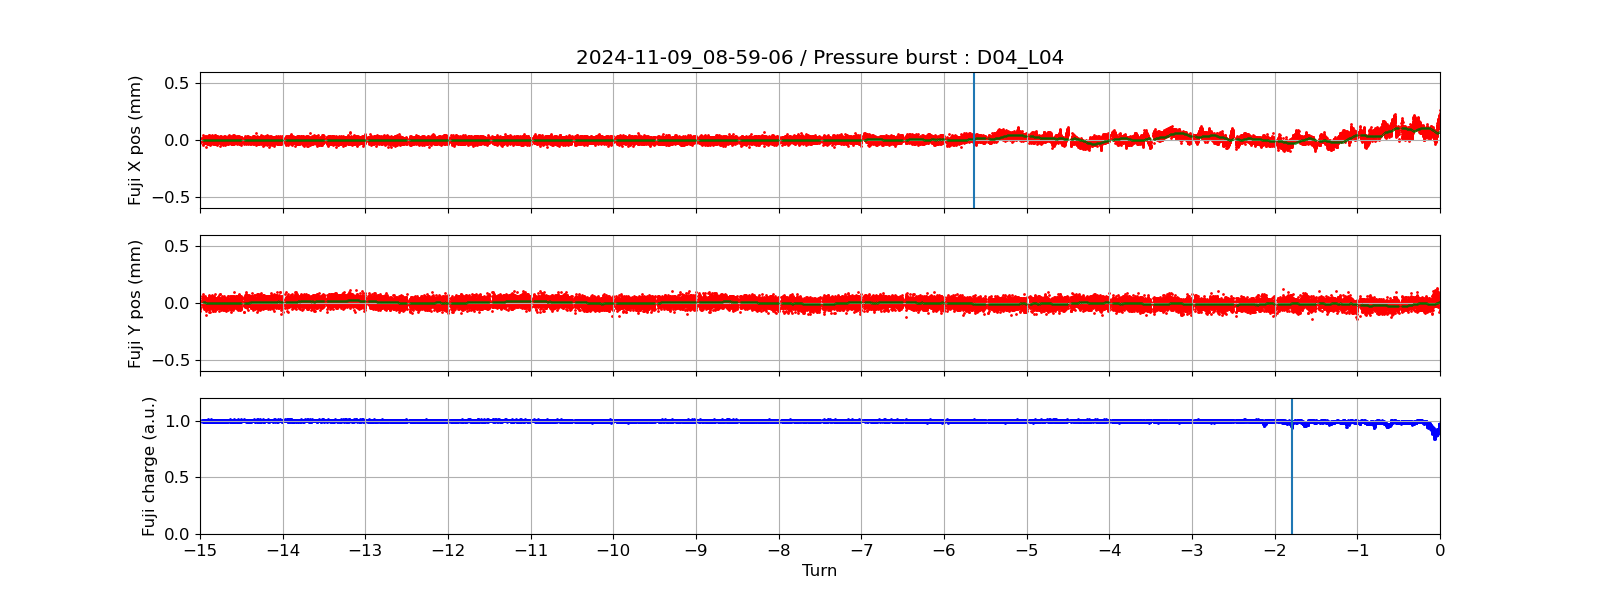 2024-11-09_08-59-06 / Pressure burst : D04_L04
Fuji X pos (mm)
0.5
0.0
−0.5
Fuji Y pos (mm)
0.5
0.0
−0.5
Fuji charge (a.u.)
1.0
0.5
0.0
−15 −14 −13 −12 −11 −10 −9 −8 −7 −6 −5 −4 −3 −2 −1 0
Turn